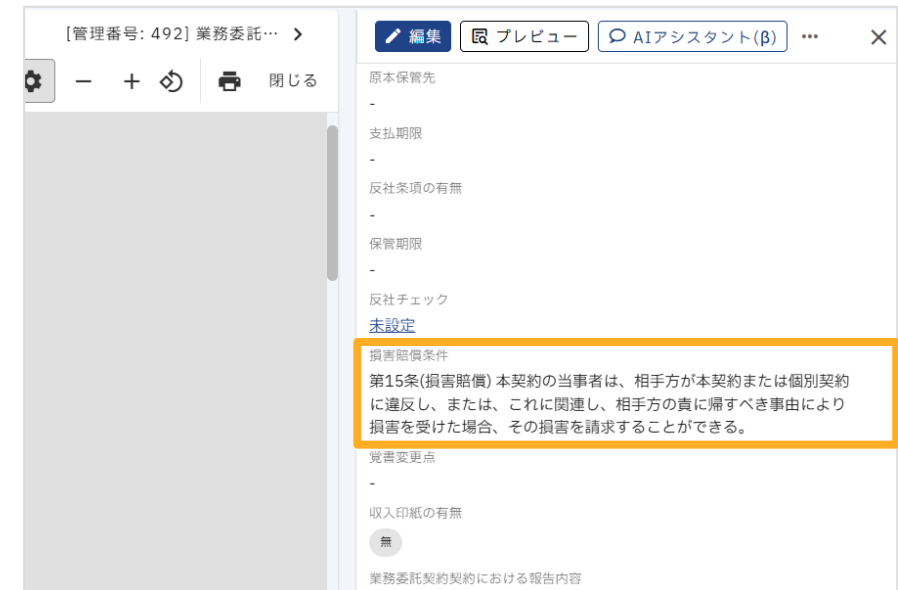 [管理番号: 492] 業務委託…
閉じる
編集
プレビュー
AIアシスタント(β)
原本保管先
-
支払期限
-
反社条項の有無
-
保管期限
-
反社チェック
未設定
損害賠償条件
第15条(損害賠償) 本契約の当事者は、相手方が本契約または個別契約
に違反し、または、これに関連し、相手方の責に帰すべき事由により
損害を受けた場合、その損害を請求することができる。
覚書変更点
-
収入印紙の有無
無
業務委託契約契約における報告内容